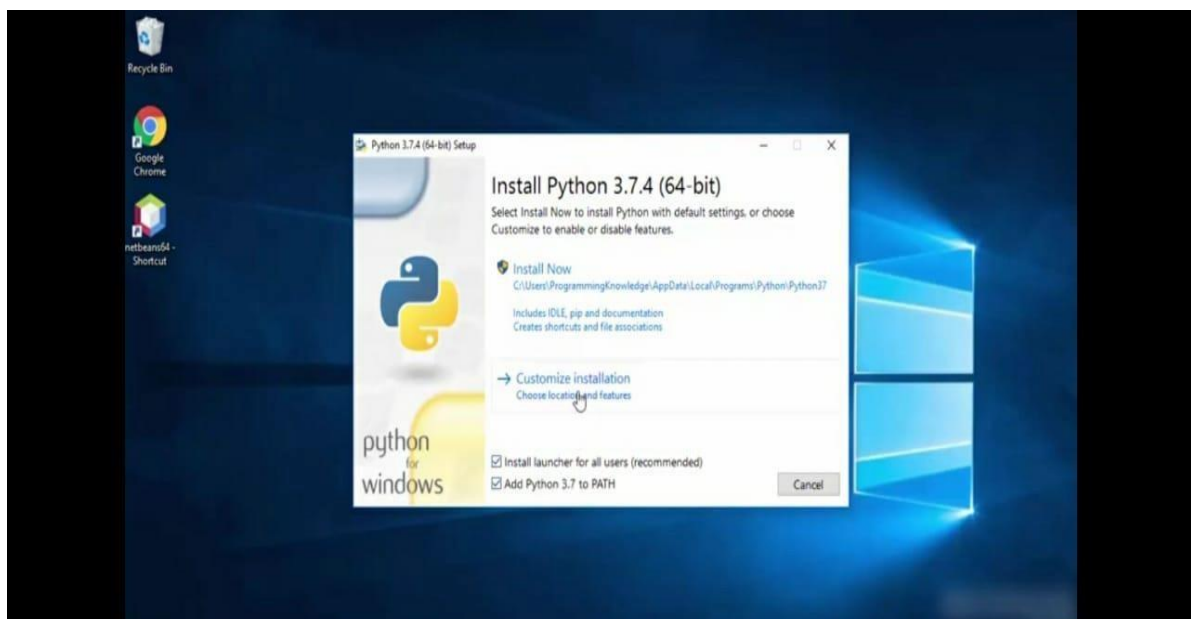 Recycle Bin
Google
Chrome
netbeans64 -
Shortcut
Python 3.7.4 (64-bit) Setup
Install Python 3.7.4 (64-bit)
Select Install Now to install Python with default settings, or choose
Customize to enable or disable features.
Install Now
C:\Users\ProgrammingKnowledge\AppData\Local\Programs\Python\Python37
Includes IDLE, pip and documentation
Creates shortcuts and file associations
Customize installation
Choose location and features
python
for
windows
Install launcher for all users (recommended)
Add Python 3.7 to PATH
Cancel